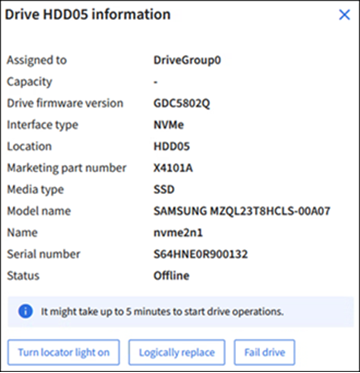 Drive HDD05 information
Assigned to DriveGroup0
Capacity -
Drive firmware version GDC5802Q
Interface type NVMe
Location HDD05
Marketing part number X4101A
Media type SSD
Model name SAMSUNG MZQL23T8HCLS-00A07
Name nvme2n1
Serial number S64HNE0R900132
Status Offline
It might take up to 5 minutes to start drive operations.
Turn locator light on Logically replace Fail drive